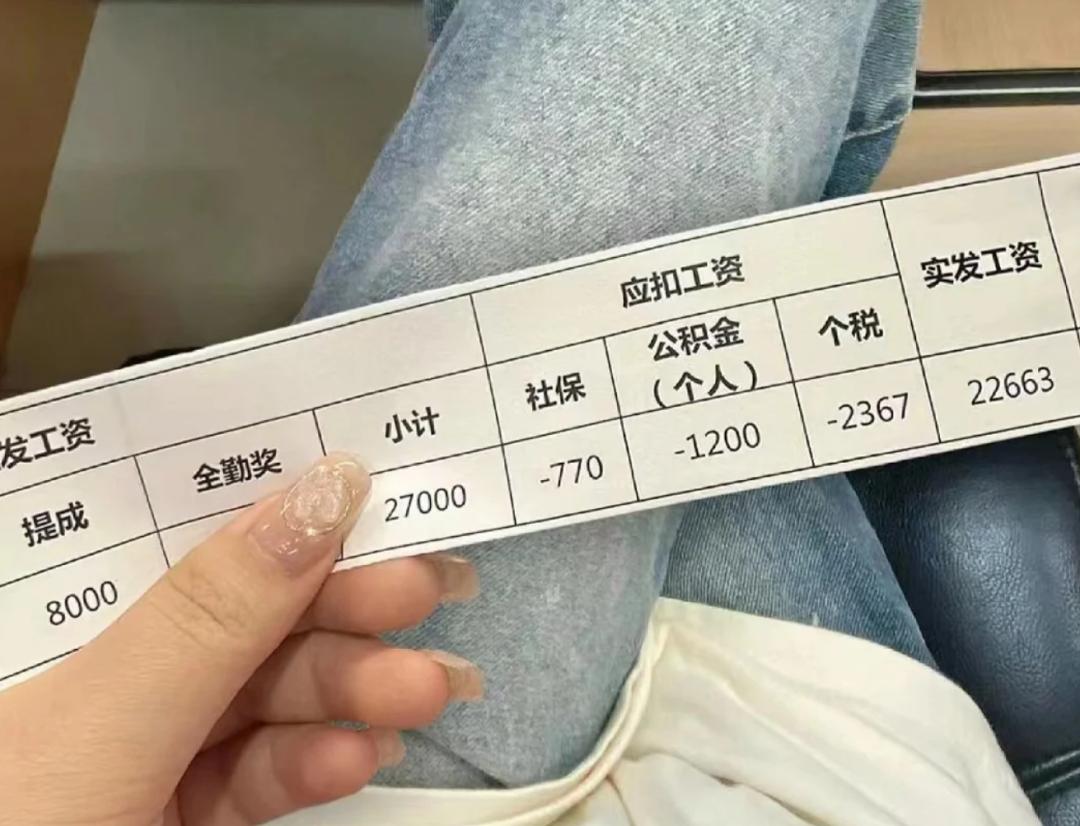 发工资
应扣工资
实发工资
提成
全勤奖
小计
社保
公积金
（个人）
个税
8000
27000
-770
-1200
-2367
22663